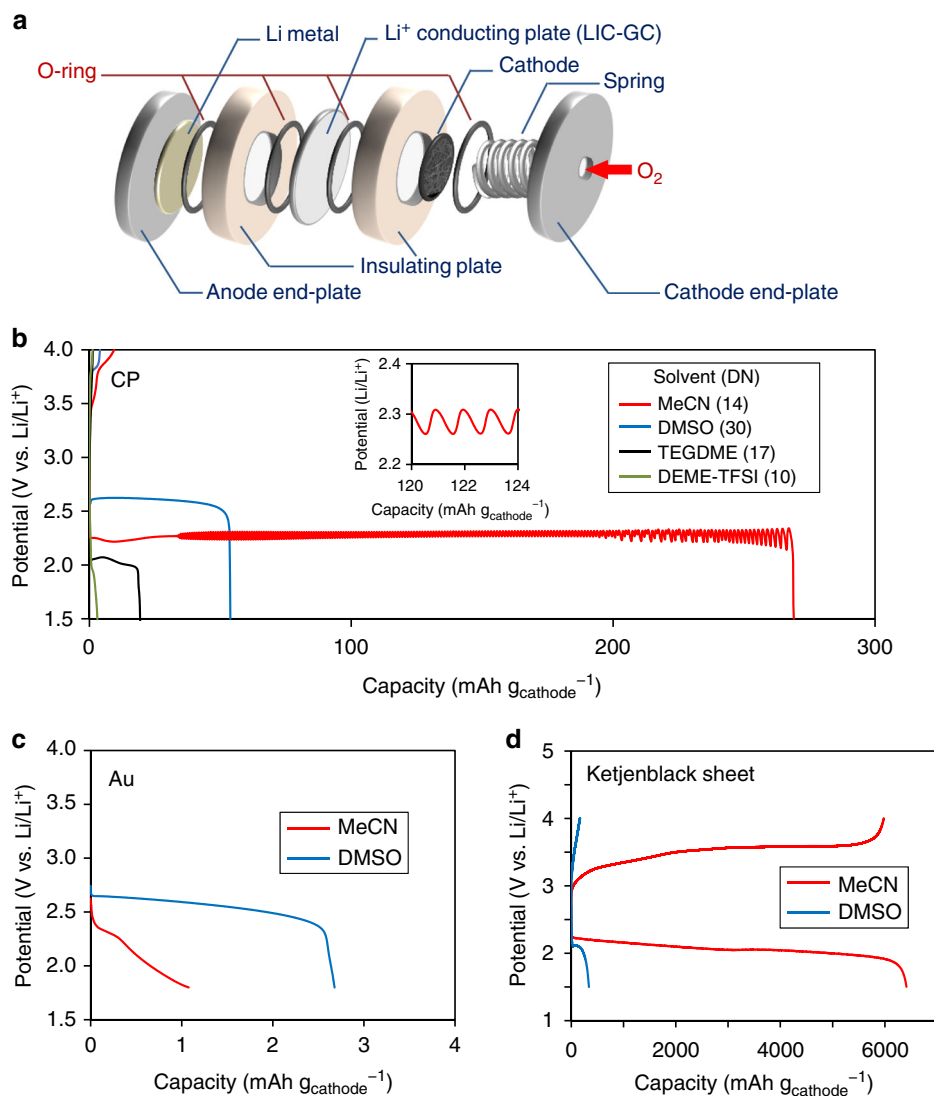 a
Li metal
Li⁺ conducting plate (LIC-GC)
O-ring
Cathode
Spring
O₂
Insulating plate
Anode end-plate
Cathode end-plate
b
Potential (V vs. Li/Li⁺)
4.0
3.5
3.0
2.5
2.0
1.5
CP
Potential (Li/Li⁺)
2.4
2.3
2.2
120
122
124
Capacity (mAh g_cathode⁻¹)
Solvent (DN)
MeCN (14)
DMSO (30)
TEGDME (17)
DEME-TFSI (10)
0
100
200
300
Capacity (mAh g_cathode⁻¹)
c
Potential (V vs. Li/Li⁺)
4.0
3.5
3.0
2.5
2.0
1.5
Au
MeCN
DMSO
0
1
2
3
4
Capacity (mAh g_cathode⁻¹)
d
Potential (V vs. Li/Li⁺)
5
4
3
2
1
Ketjenblack sheet
MeCN
DMSO
0
2000
4000
6000
Capacity (mAh g_cathode⁻¹)